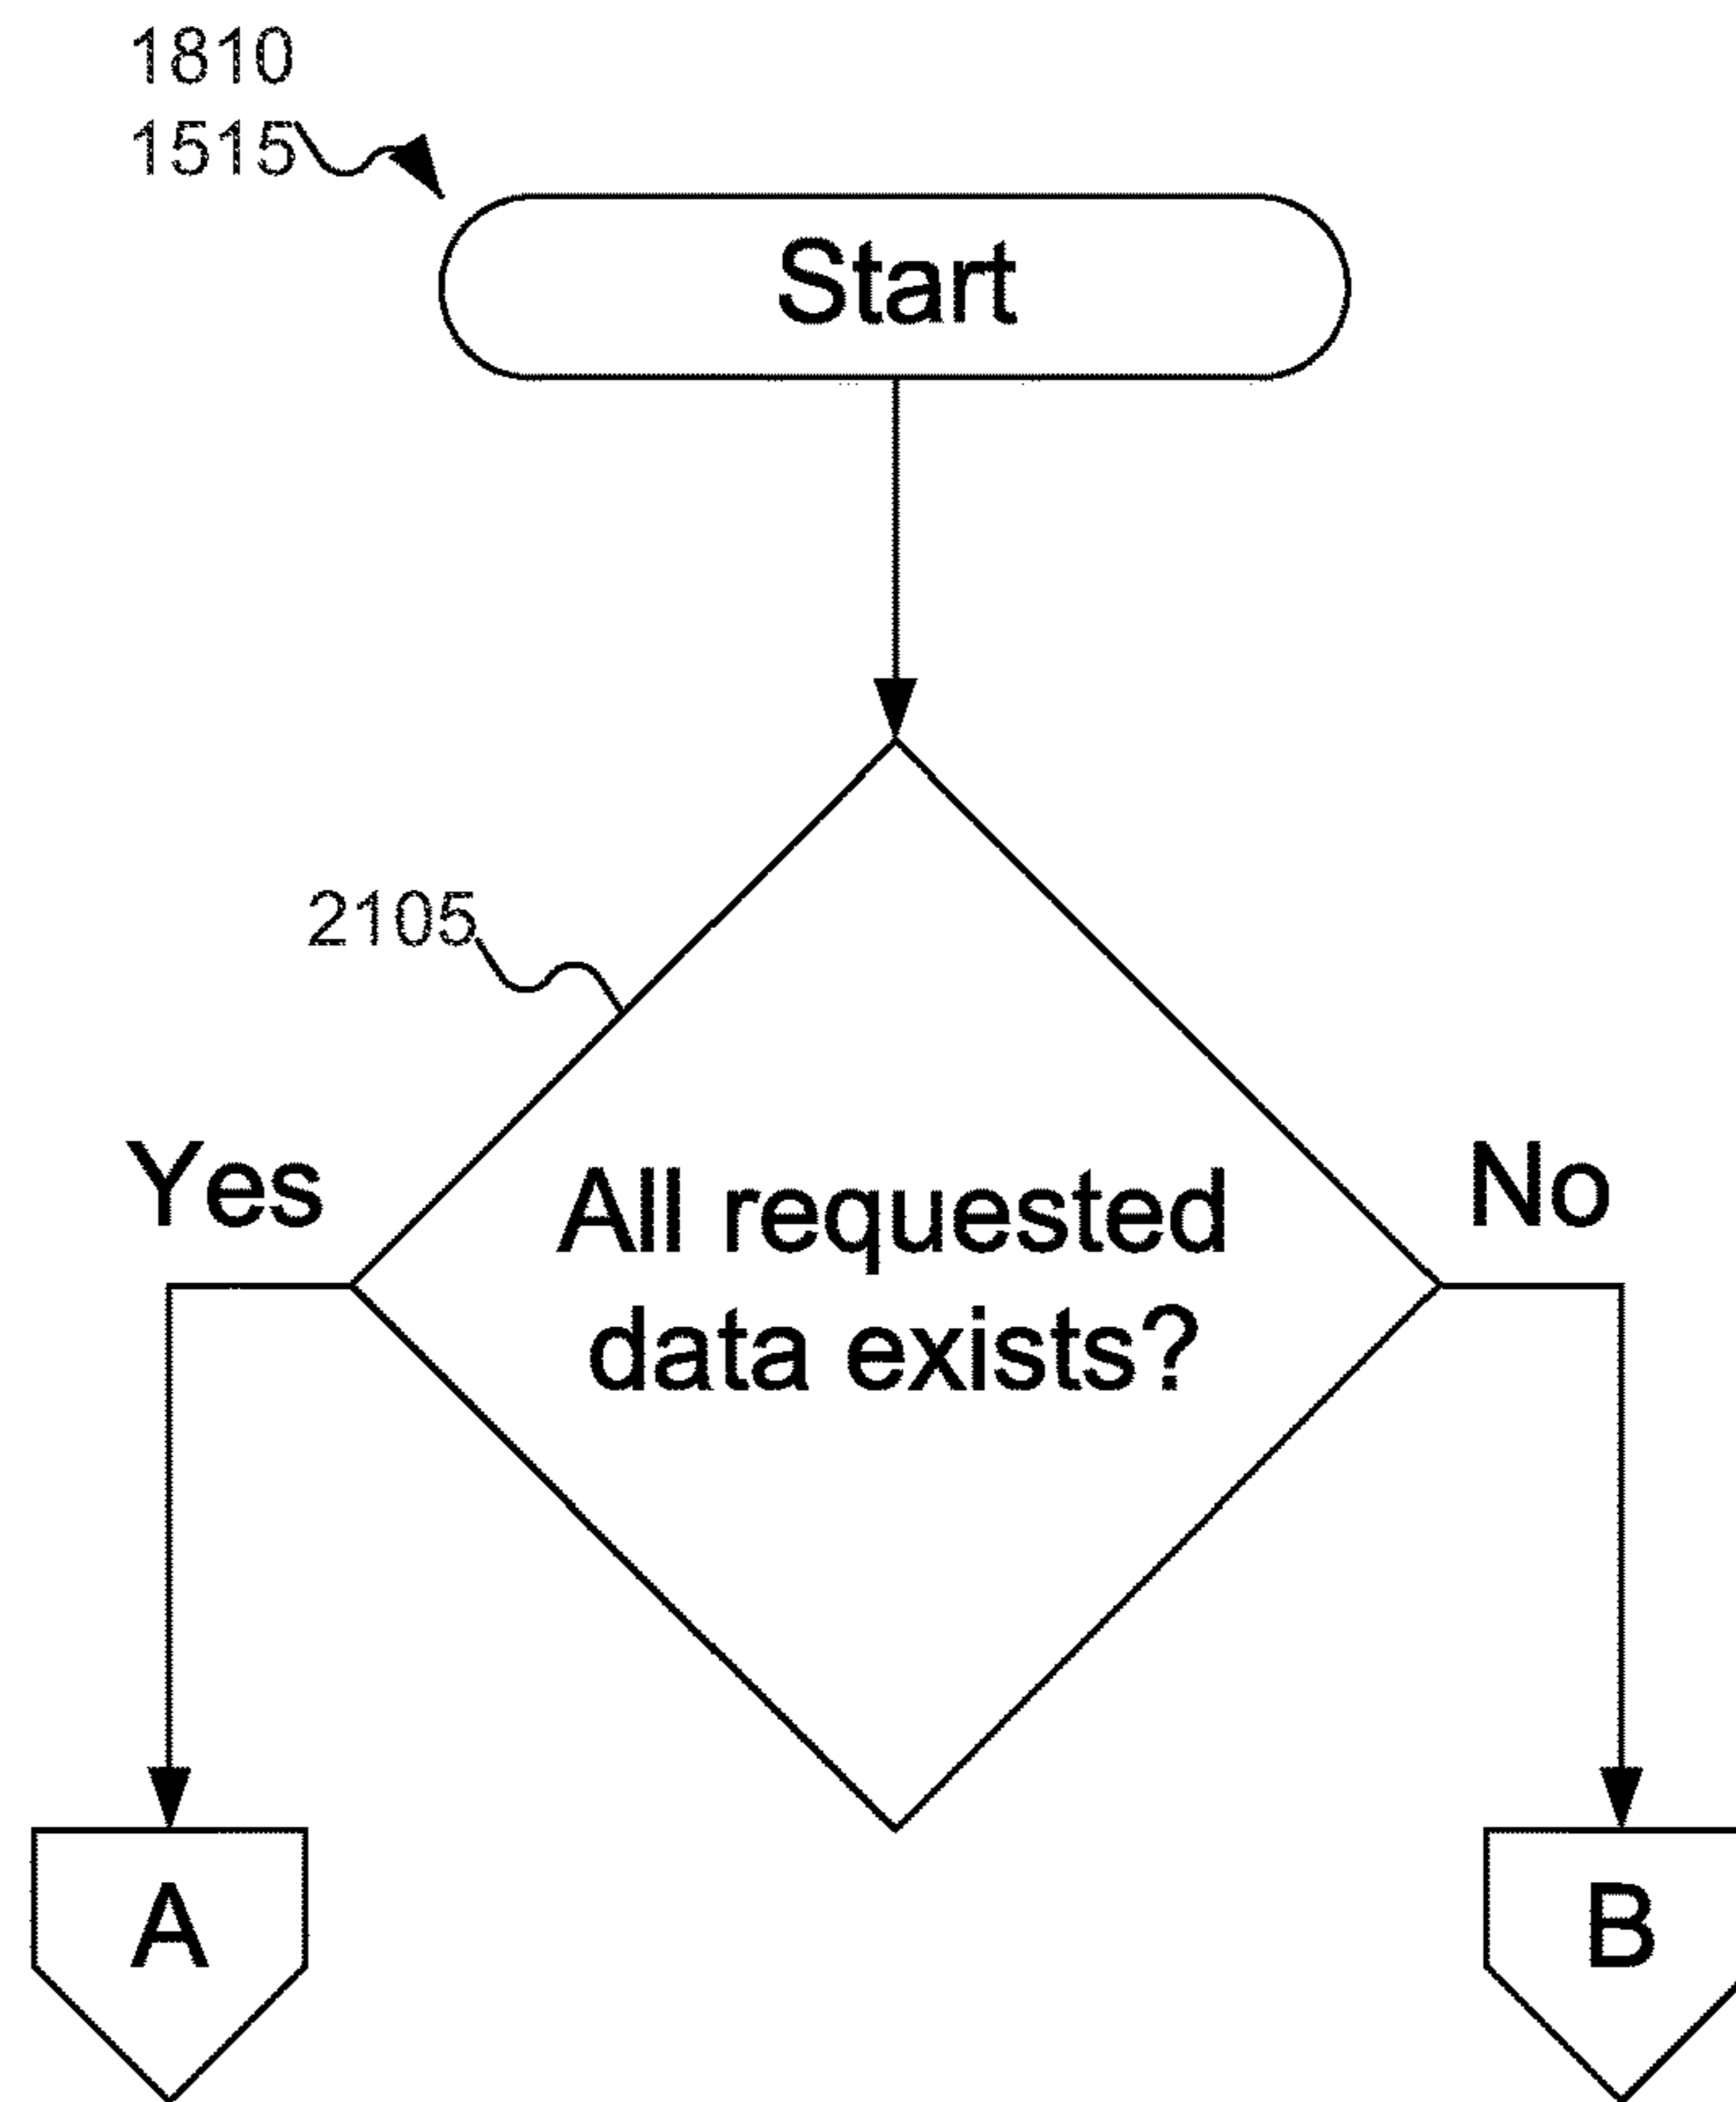 1810
1515
Start
2105
Yes
No
All requested
data exists?
A
B